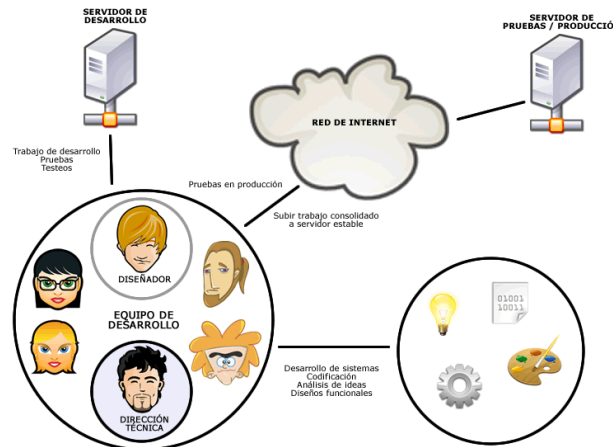 SERVIDOR DE
DESARROLLO
SERVIDOR DE
PRUEBAS / PRODUCCIÓ
RED DE INTERNET
Trabajo de desarrollo
Pruebas
Testeos
Pruebas en producción
Subir trabajo consolidado
a servidor estable
DISEÑADOR
EQUIPO DE
DESARROLLO
DIRECCIÓN
TÉCNICA
01001
10011
Desarrollo de sistemas
Codificación
Análisis de ideas
Diseños funcionales